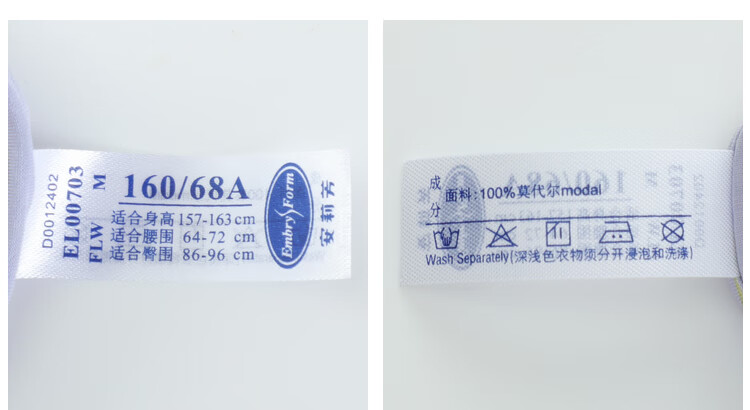 D0012402
EL00703
FLW M
160/68A
适合身高 157-163 cm
适合腰围 64-72 cm
适合臀围 86-96 cm
Embry Form
安莉芳
成分
面料:100%莫代尔modal
Wash Separately(深浅色衣物须分开浸泡和洗涤)